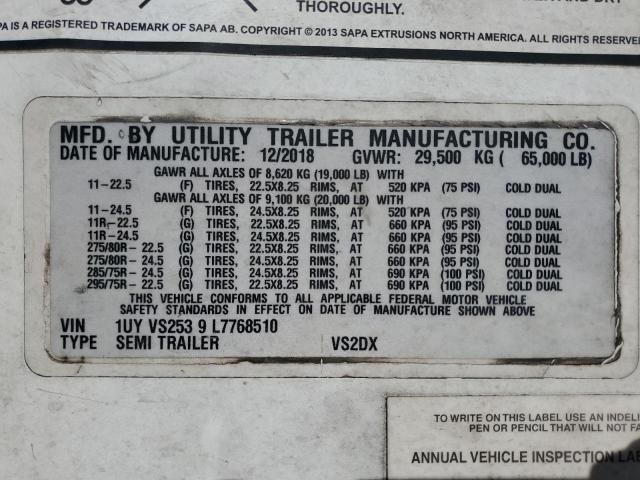 THOROUGHLY.
PA IS A REGISTERED TRADEMARK OF SAPA AB. COPYRIGHT © 2013 SAPA EXTRUSIONS NORTH AMERICA. ALL RIGHTS RESERVED
MFD. BY UTILITY TRAILER MANUFACTURING CO.
DATE OF MANUFACTURE: 12/2018 GVWR: 29,500 KG ( 65,000 LB)
GAWR ALL AXLES OF 8,620 KG (19,000 LB) WITH
11-22.5 (F) TIRES, 22.5X8.25 RIMS, AT 520 KPA (75 PSI) COLD DUAL
GAWR ALL AXLES OF 9,100 KG (20,000 LB) WITH
11-24.5 (F) TIRES, 24.5X8.25 RIMS, AT 520 KPA (75 PSI) COLD DUAL
11R-22.5 (G) TIRES, 22.5X8.25 RIMS, AT 660 KPA (95 PSI) COLD DUAL
11R-24.5 (G) TIRES, 24.5X8.25 RIMS, AT 660 KPA (95 PSI) COLD DUAL
275/80R- 22.5 (G) TIRES, 22.5X8.25 RIMS, AT 660 KPA (95 PSI) COLD DUAL
275/80R- 24.5 (G) TIRES, 24.5X8.25 RIMS, AT 660 KPA (95 PSI) COLD DUAL
285/75R- 24.5 (G) TIRES, 24.5X8.25 RIMS, AT 690 KPA (100 PSI) COLD DUAL
295/75R- 22.5 (G) TIRES, 22.5X8.25 RIMS, AT 690 KPA (100 PSI) COLD DUAL
THIS VEHICLE CONFORMS TO ALL APPLICABLE FEDERAL MOTOR VEHICLE
SAFETY STANDARDS IN EFFECT ON DATE OF MANUFACTURE SHOWN ABOVE
VIN 1UY VS253 9 L7768510
TYPE SEMI TRAILER VS2DX
TO WRITE ON THIS LABEL USE AN INDELI
PEN OR PENCIL THAT WILL NOT FA
ANNUAL VEHICLE INSPECTION LAB